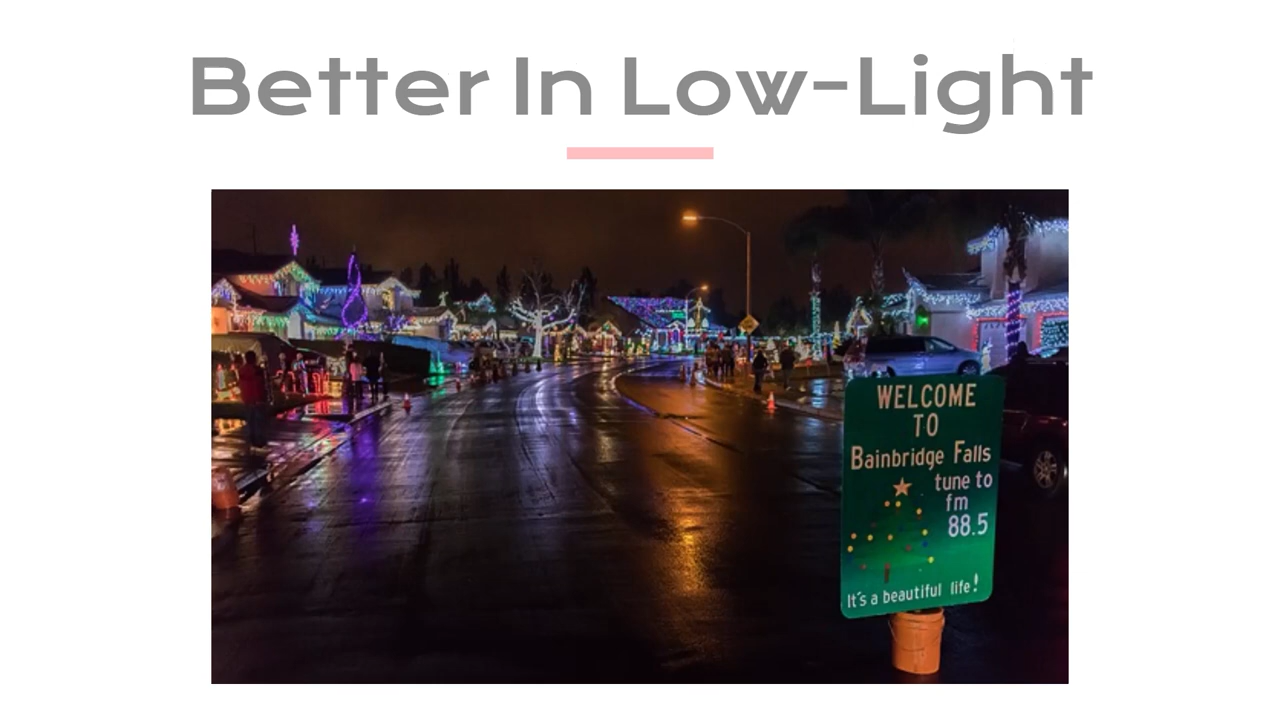 Better In Low-Light
WELCOME
TO
Bainbridge Falls
tune to
fm
88.5
It's a beautiful life!